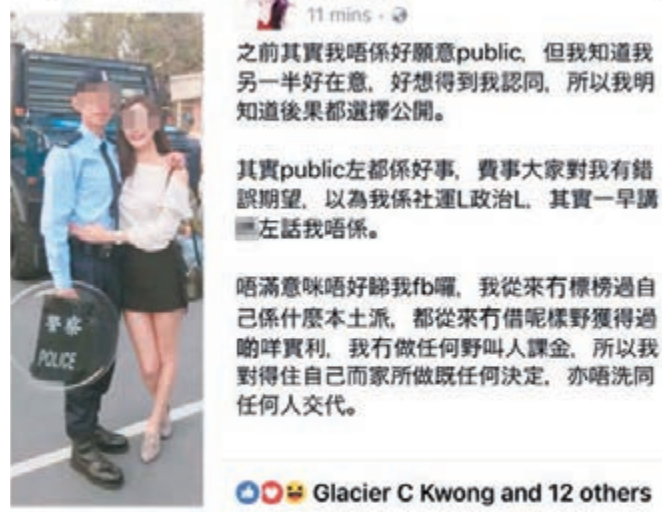 11 mins
之前其實我唔係好願意public, 但我知道我
另一半好在意, 好想得到我認同, 所以我明
知道後果都選擇公開。
其實public左都係好事, 費事大家對我有錯
誤期望, 以為我係社運L政治L, 其實一早講
左話我唔係。
唔滿意咪唔好睇我fb囉, 我從來冇標榜過自
己係什麼本土派, 都從來冇借呢樣野獲得過
啲咩實利, 我冇做任何野叫人課金, 所以我
對得住自己而家所做既任何決定, 亦唔洗同
任何人交代。
Glacier C Kwong and 12 others
警察
POLICE